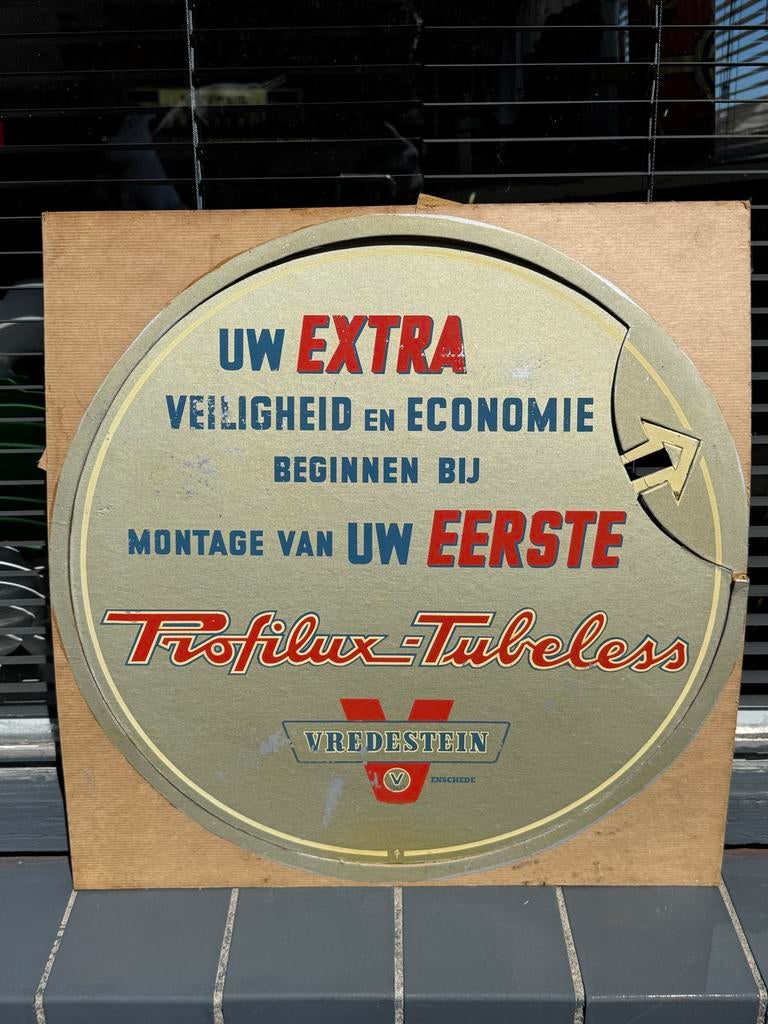 UW EXTRA
VEILIGHEID EN ECONOMIE
BEGINNEN BIJ
MONTAGE VAN UW EERSTE
Profilux-Tubeless
VREDESTEIN
V ENSCHEDE